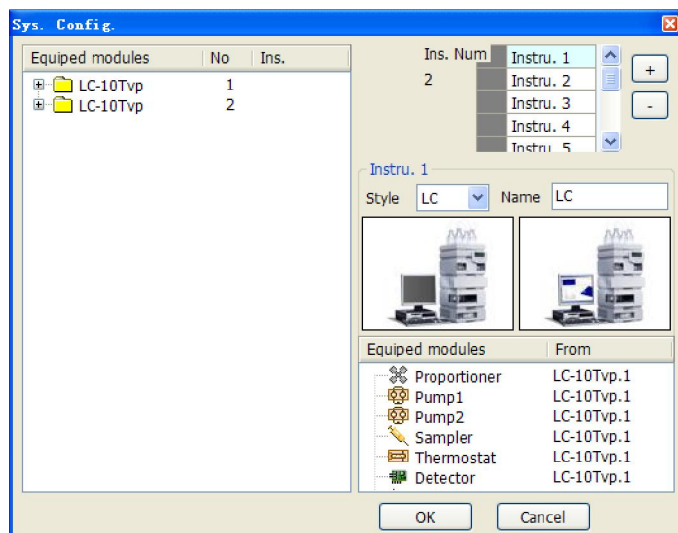 Sys. Config.
Equiped modules No Ins.
LC-10Tvp 1
LC-10Tvp 2
Ins. Num
2
Instru. 1
Instru. 2
Instru. 3
Instru. 4
Instru. 5
+
-
Instru. 1
Style LC Name LC
Equiped modules From
Proportioner LC-10Tvp.1
Pump1 LC-10Tvp.1
Pump2 LC-10Tvp.1
Sampler LC-10Tvp.1
Thermostat LC-10Tvp.1
Detector LC-10Tvp.1
OK Cancel